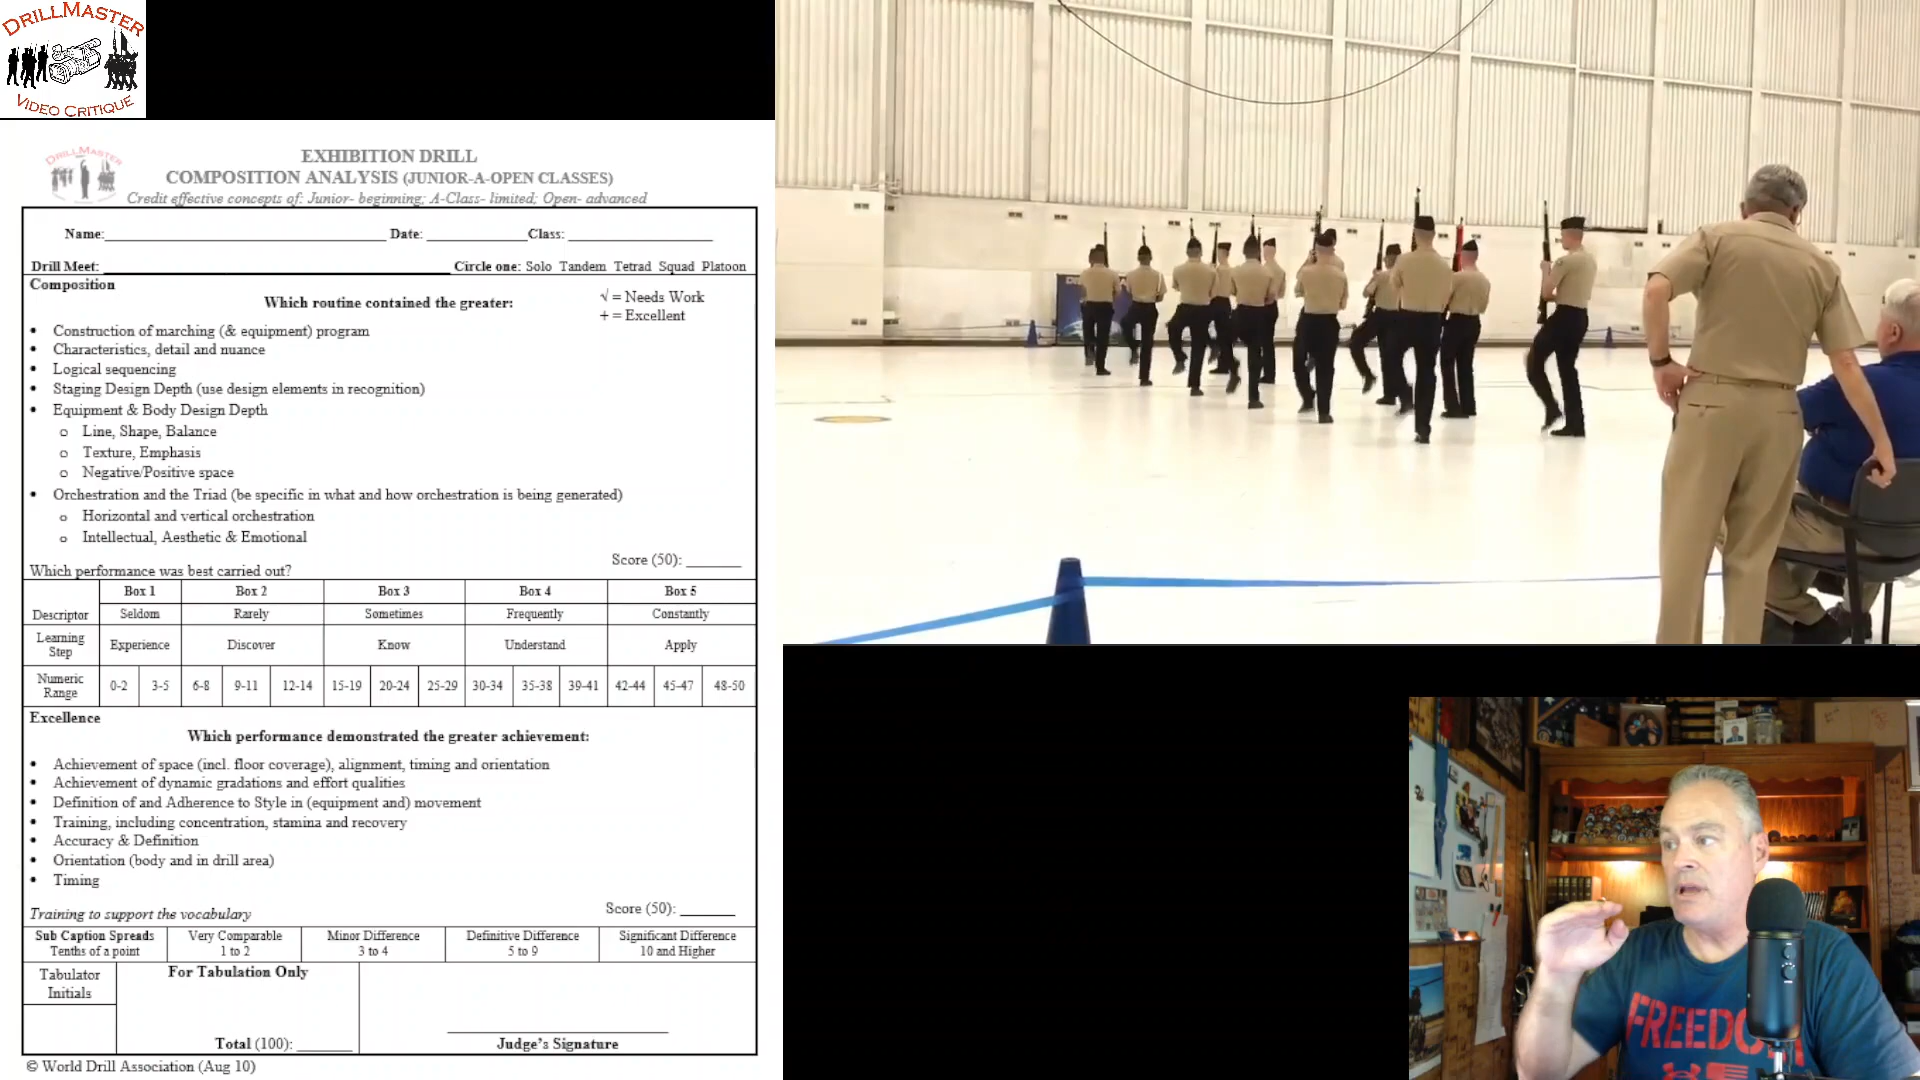 DRILLMASTER
VIDEO CRITIQUE
DRILLMASTER
EXHIBITION DRILL
COMPOSITION ANALYSIS (JUNIOR-A-OPEN CLASSES)
Credit effective concepts of: Junior- beginning; A-Class- limited; Open- advanced
Name: Date: Class:
Drill Meet: Circle one: Solo Tandem Tetrad Squad Platoon
Composition
Which routine contained the greater:
√ = Needs Work
+ = Excellent
• Construction of marching (& equipment) program
• Characteristics, detail and nuance
• Logical sequencing
• Staging Design Depth (use design elements in recognition)
• Equipment & Body Design Depth
o Line, Shape, Balance
o Texture, Emphasis
o Negative/Positive space
• Orchestration and the Triad (be specific in what and how orchestration is being generated)
o Horizontal and vertical orchestration
o Intellectual, Aesthetic & Emotional
Score (50):
Which performance was best carried out?
Box 1 Box 2 Box 3 Box 4 Box 5
Descriptor Seldom Rarely Sometimes Frequently Constantly
Learning Step Experience Discover Know Understand Apply
Numeric Range 0-2 3-5 6-8 9-11 12-14 15-19 20-24 25-29 30-34 35-38 39-41 42-44 45-47 48-50
Excellence
Which performance demonstrated the greater achievement:
• Achievement of space (incl. floor coverage), alignment, timing and orientation
• Achievement of dynamic gradations and effort qualities
• Definition of and Adherence to Style in (equipment and) movement
• Training, including concentration, stamina and recovery
• Accuracy & Definition
• Orientation (body and in drill area)
• Timing
Score (50):
Training to support the vocabulary
Sub Caption Spreads Very Comparable Minor Difference Definitive Difference Significant Difference
Tenths of a point 1 to 2 3 to 4 5 to 9 10 and Higher
Tabulator Initials
For Tabulation Only
Total (100):
Judge's Signature
© World Drill Association (Aug 10)